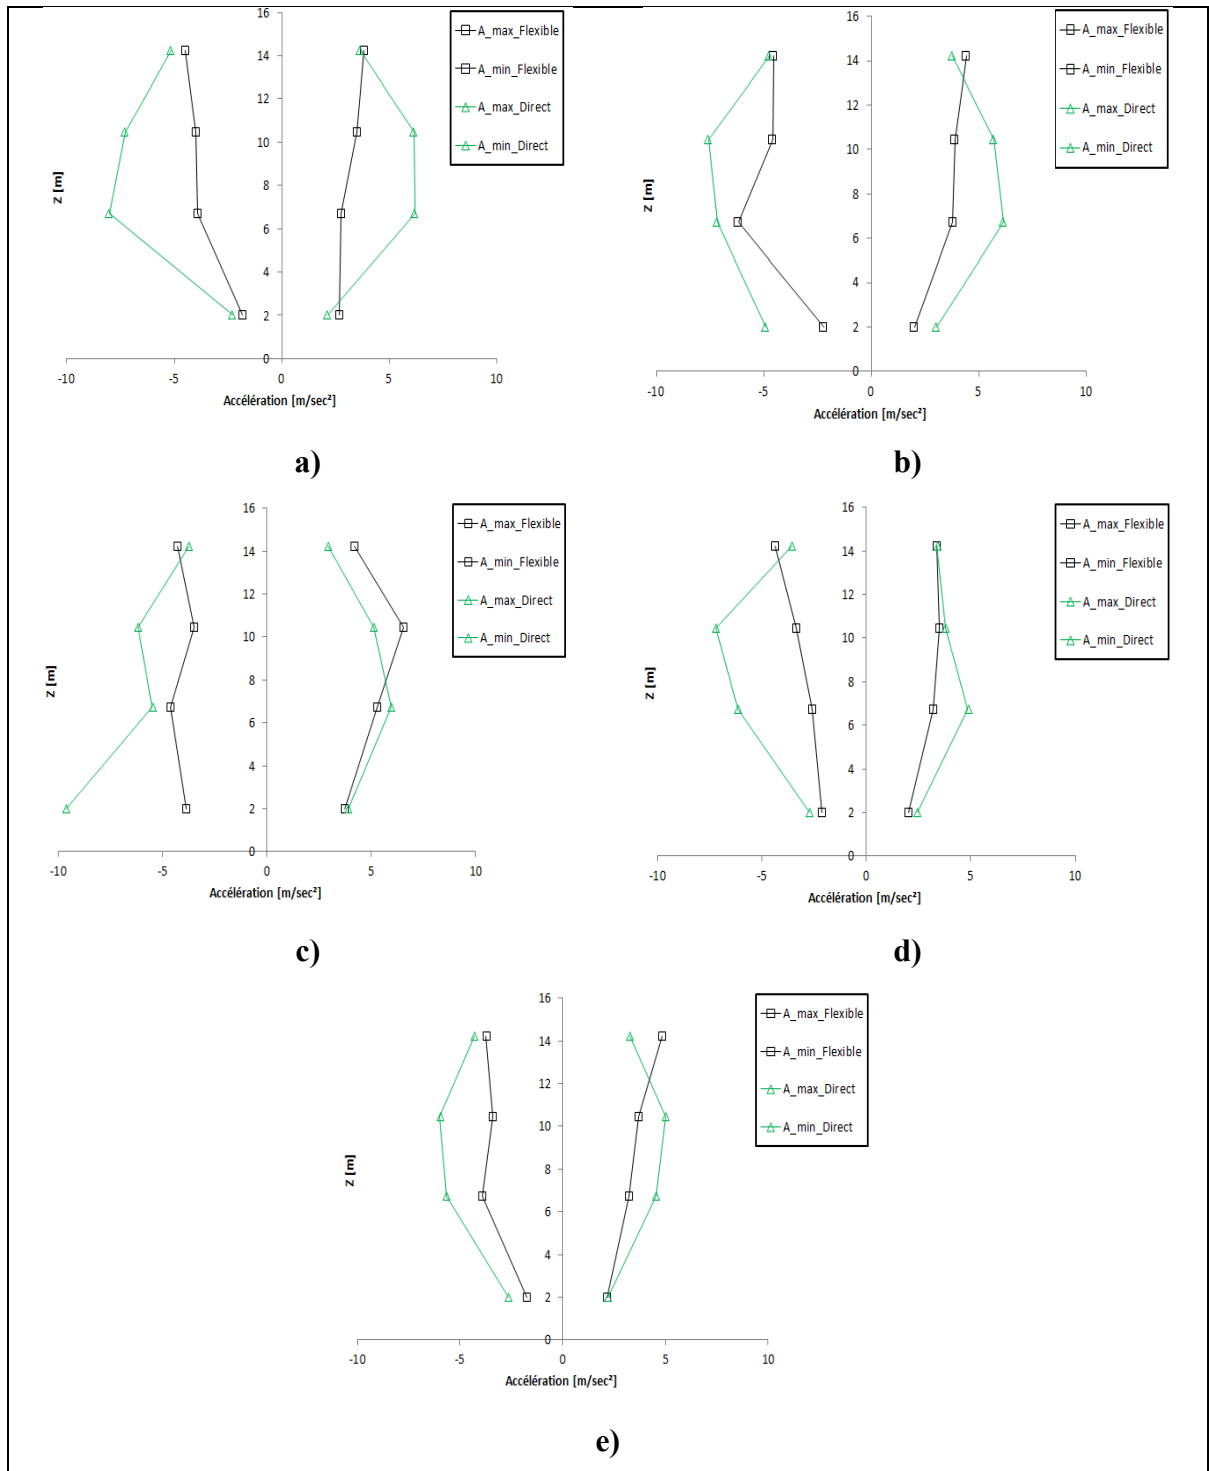 16
14
12
10
8
6
4
2
0
Z [m]
-10 -5 0 5 10
Accélération [m/sec²]
A_max_Flexible
A_min_Flexible
A_max_Direct
A_min_Direct
a)
16
14
12
10
8
6
4
2
0
Z [m]
-10 -5 0 5 10
Accélération [m/sec²]
A_max_Flexible
A_min_Flexible
A_max_Direct
A_min_Direct
b)
16
14
12
10
8
6
4
2
0
Z [m]
-10 -5 0 5 10
Accélération [m/sec²]
A_max_Flexible
A_min_Flexible
A_max_Direct
A_min_Direct
c)
16
14
12
10
8
6
4
2
0
Z [m]
-10 -5 0 5 10
Accélération [m/sec²]
A_max_Flexible
A_min_Flexible
A_max_Direct
A_min_Direct
d)
16
14
12
10
8
6
4
2
0
Z [m]
-10 -5 0 5 10
Accélération [m/sec²]
A_max_Flexible
A_min_Flexible
A_max_Direct
A_min_Direct
e)